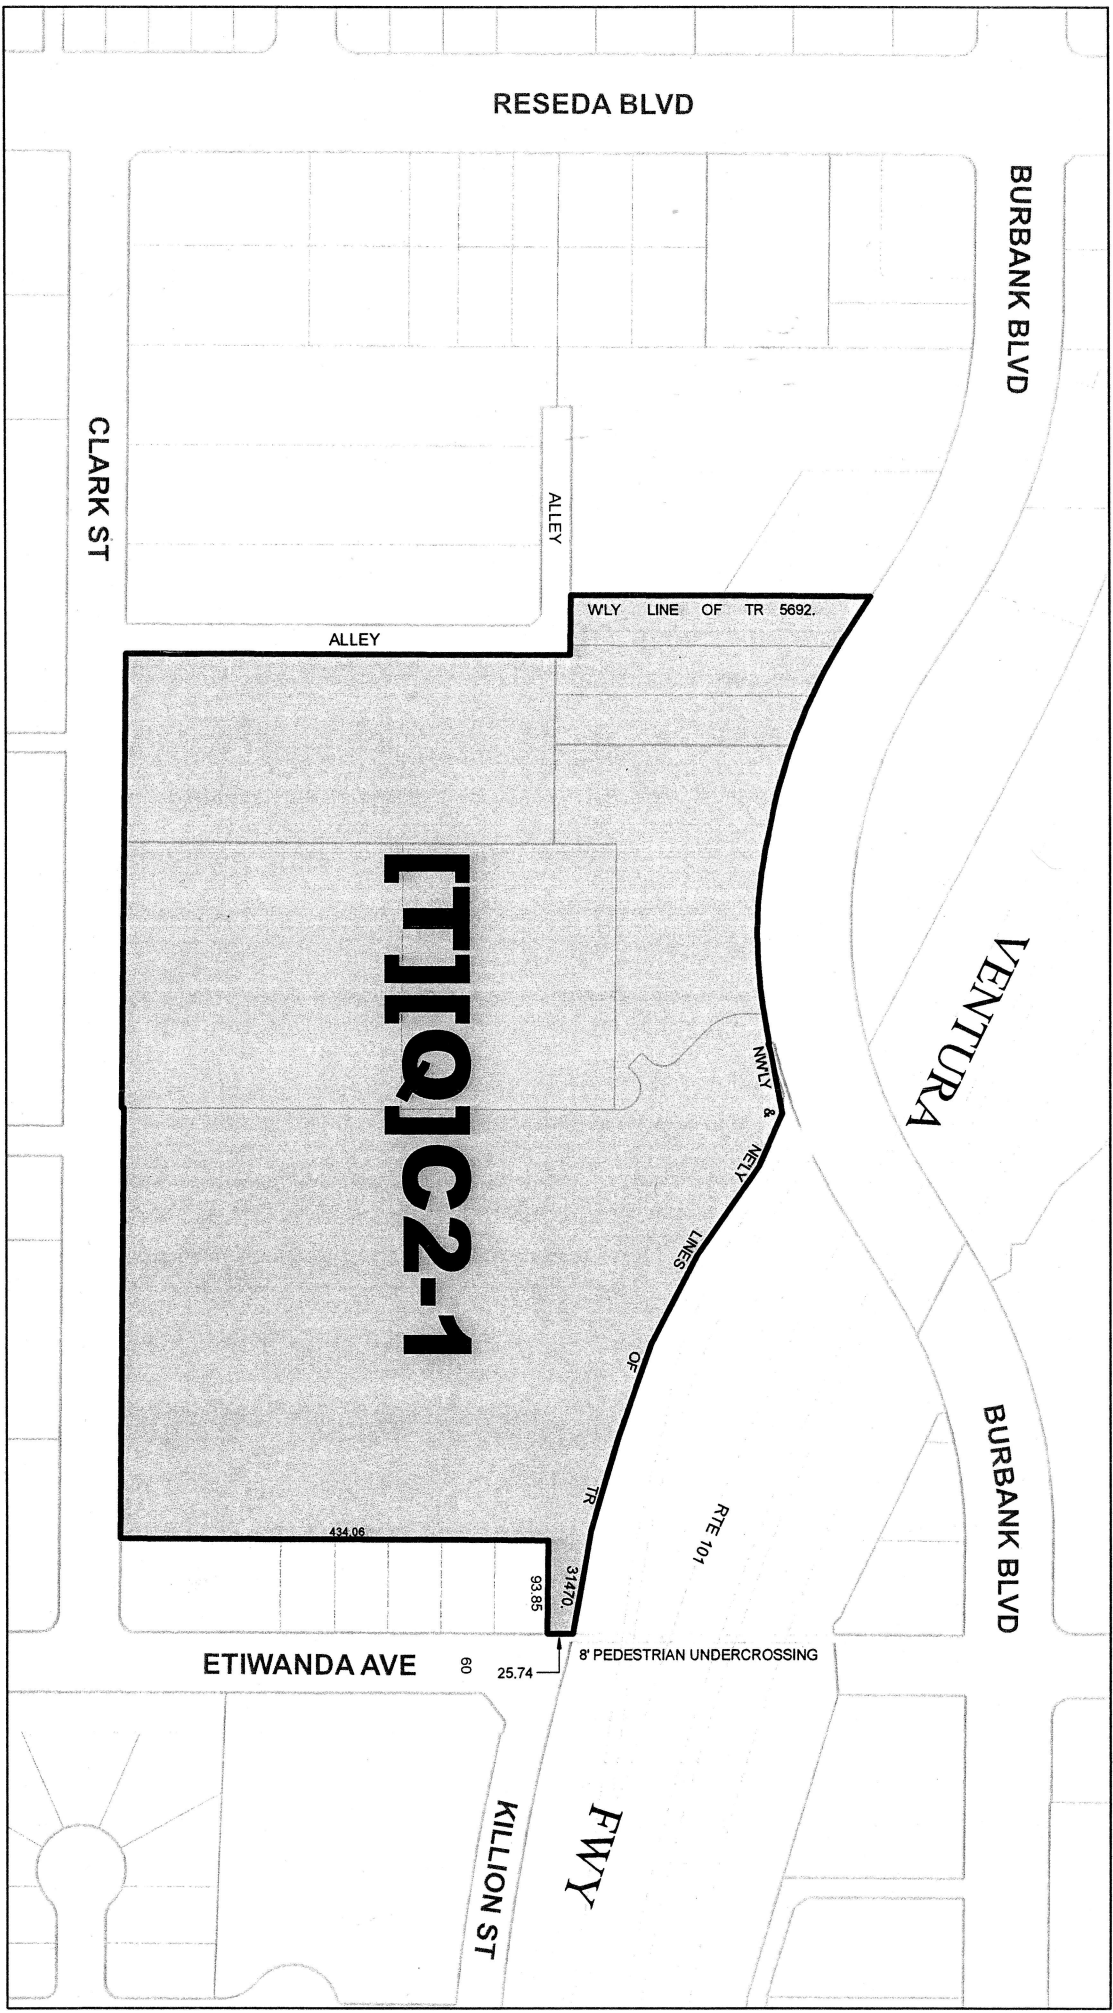 RESEDA BLVD
BURBANK BLVD
CLARK ST
ALLEY
W'LY LINE OF TR 5692.
ALLEY
VENTURA
[T][Q]C2-1
NWLY & NELY LINES OF TR 31470.
RTE 101
BURBANK BLVD
434.06
93.85
8' PEDESTRIAN UNDERCROSSING
ETIWANDA AVE
60
25.74
FWY
KILLION ST